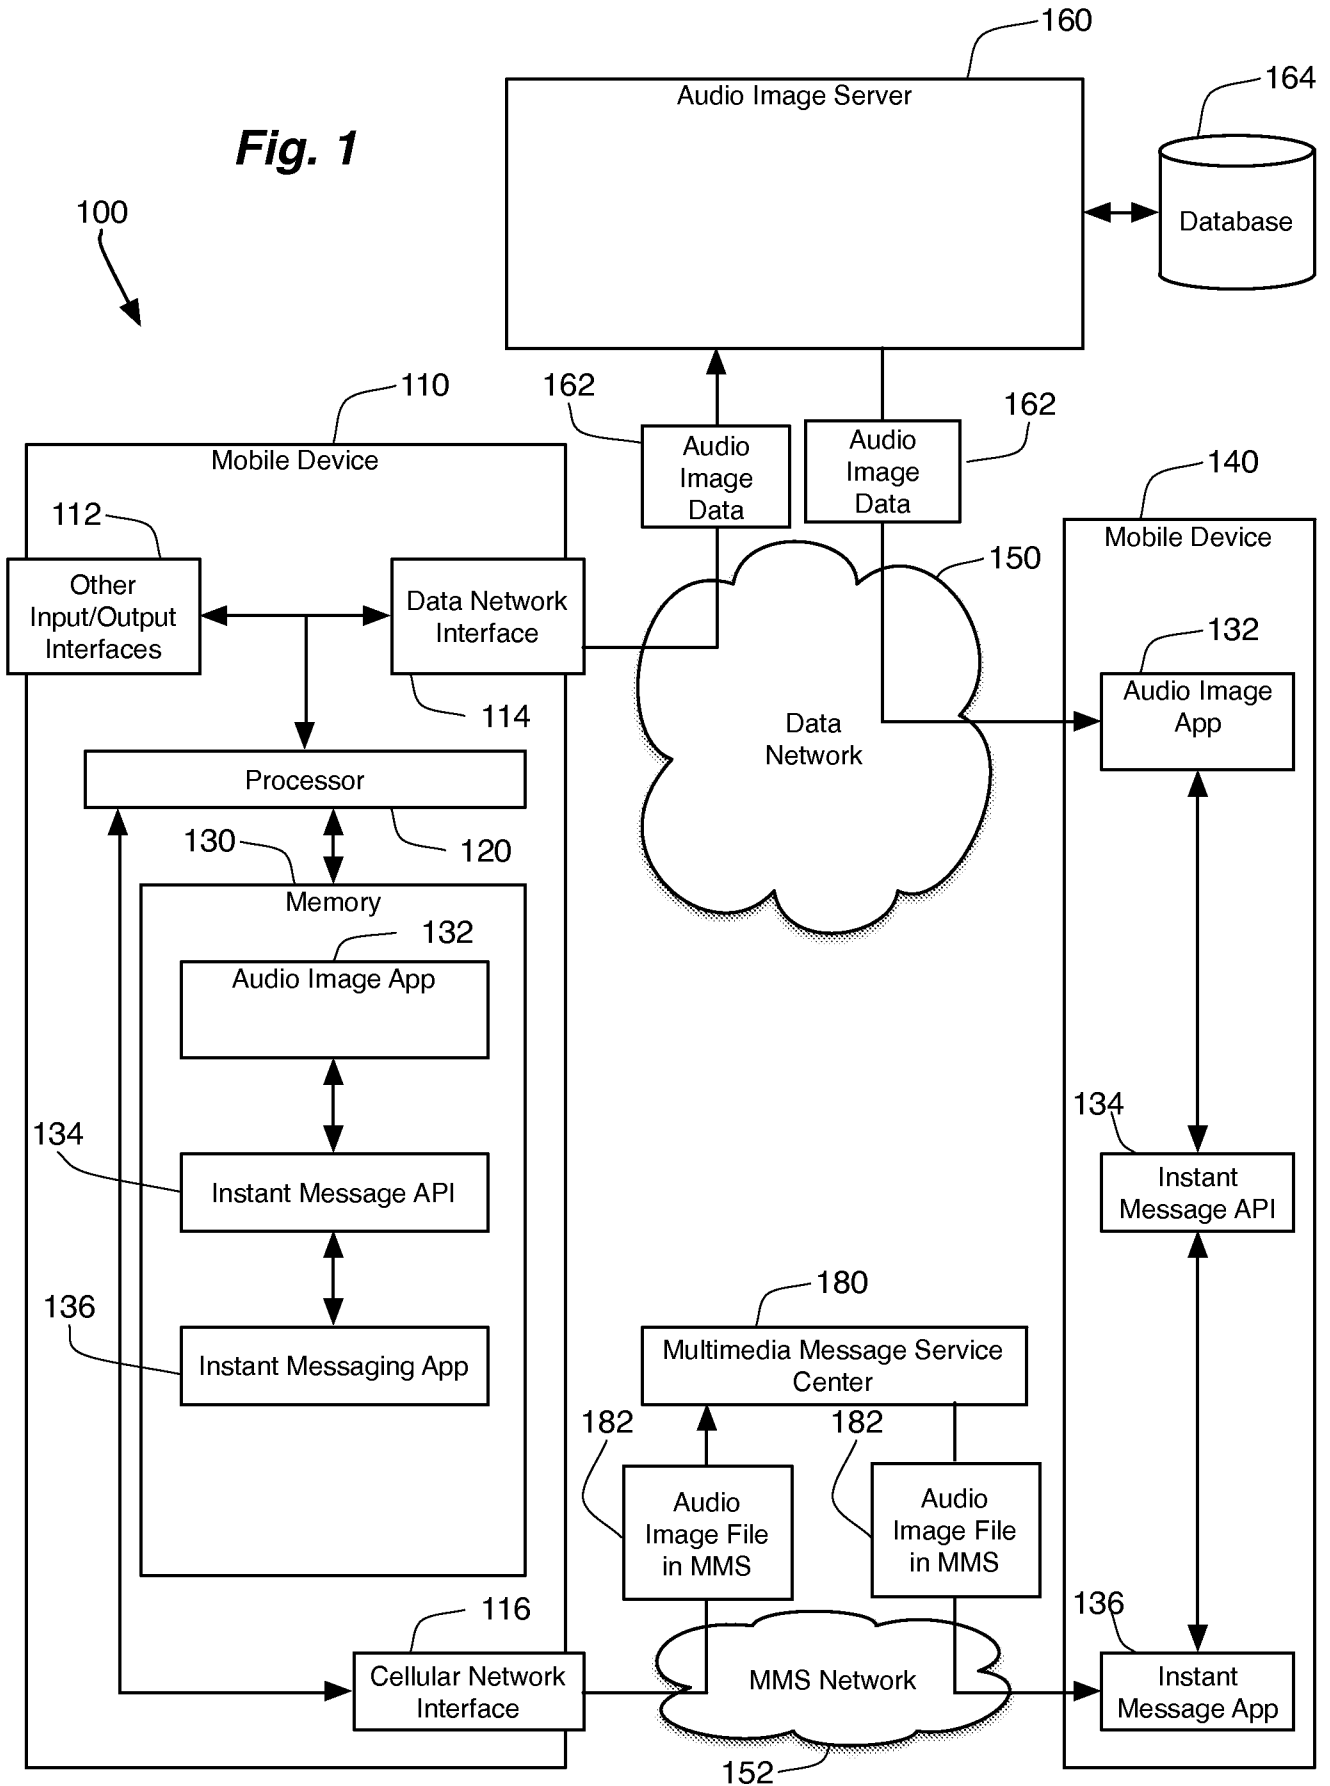 160
Audio Image Server
164
Fig. 1
100
Database
110
162
162
Mobile Device
Audio
Image
Data
Audio
Image
Data
140
Mobile Device
112
Other
Input/Output
Interfaces
Data Network
Interface
114
150
132
Audio Image
App
Data
Network
Processor
130
120
Memory
132
Audio Image App
134
Instant Message API
134
Instant
Message API
136
Instant Messaging App
180
Multimedia Message Service
Center
182
182
Audio
Image File
in MMS
Audio
Image File
in MMS
116
Cellular Network
Interface
MMS Network
136
Instant
Message App
152